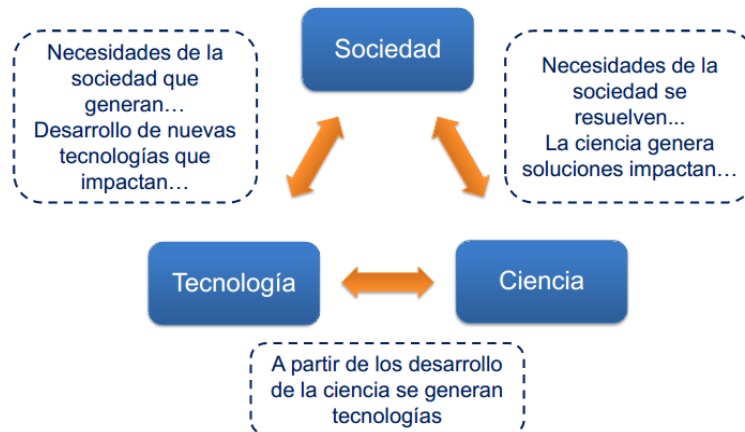 Sociedad
Necesidades de la
sociedad que
generan…
Desarrollo de nuevas
tecnologías que
impactan…
Necesidades de la
sociedad se
resuelven...
La ciencia genera
soluciones impactan…
Tecnología
Ciencia
A partir de los desarrollo
de la ciencia se generan
tecnologías